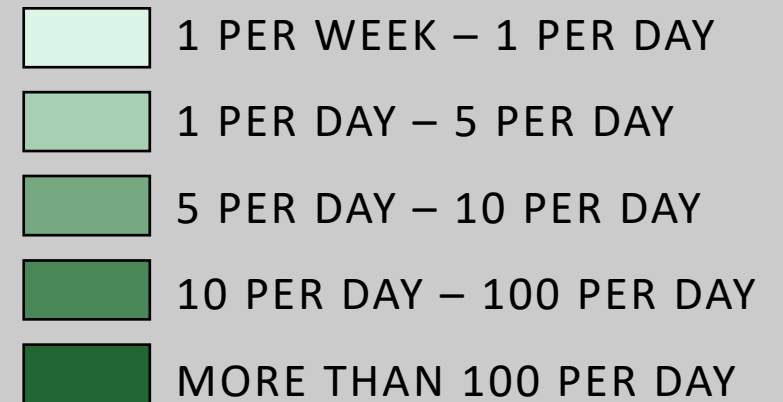 1 PER WEEK – 1 PER DAY
1 PER DAY – 5 PER DAY
5 PER DAY – 10 PER DAY
10 PER DAY – 100 PER DAY
MORE THAN 100 PER DAY